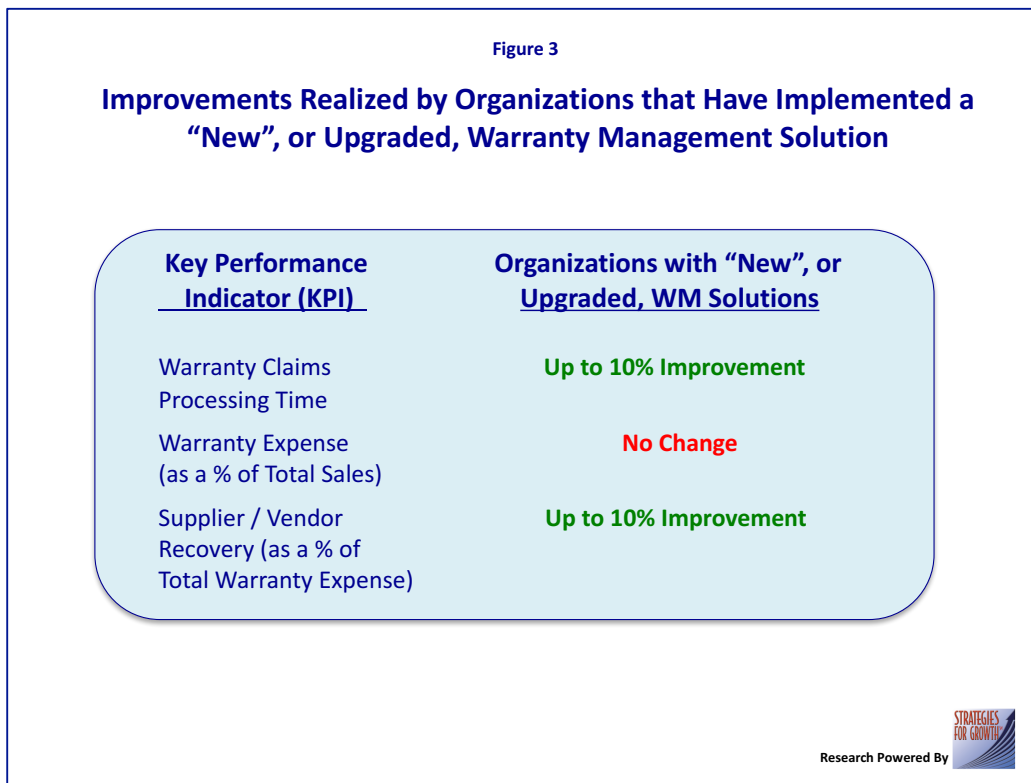 Figure 3
Improvements Realized by Organizations that Have Implemented a
“New”, or Upgraded, Warranty Management Solution
Key Performance
Indicator (KPI)
Organizations with “New”, or
Upgraded, WM Solutions
Warranty Claims
Processing Time
Up to 10% Improvement
Warranty Expense
(as a % of Total Sales)
No Change
Supplier / Vendor
Recovery (as a % of
Total Warranty Expense)
Up to 10% Improvement
Research Powered By
STRATEGIES
FOR GROWTH